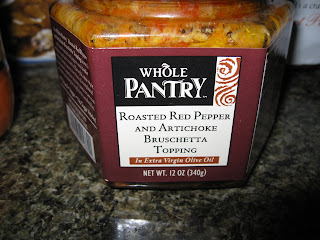 WHOLE
PANTRY
ROASTED RED PEPPER
AND ARTICHOKE
BRUSCHETTA
TOPPING
In Extra Virgin Olive Oil
NET WT. 12 OZ (340g)